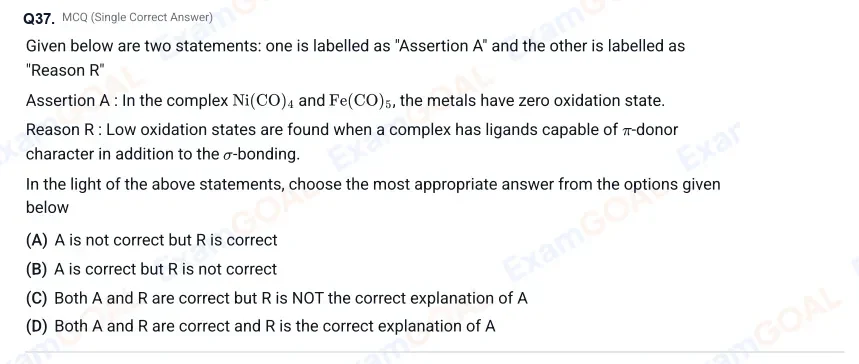 Q37. MCQ (Single Correct Answer)
Given below are two statements: one is labelled as "Assertion A" and the other is labelled as
"Reason R"
Assertion A : In the complex Ni(CO)₄ and Fe(CO)₅, the metals have zero oxidation state.
Reason R : Low oxidation states are found when a complex has ligands capable of π-donor
character in addition to the σ-bonding.
In the light of the above statements, choose the most appropriate answer from the options given
below
(A) A is not correct but R is correct
(B) A is correct but R is not correct
(C) Both A and R are correct but R is NOT the correct explanation of A
(D) Both A and R are correct and R is the correct explanation of A